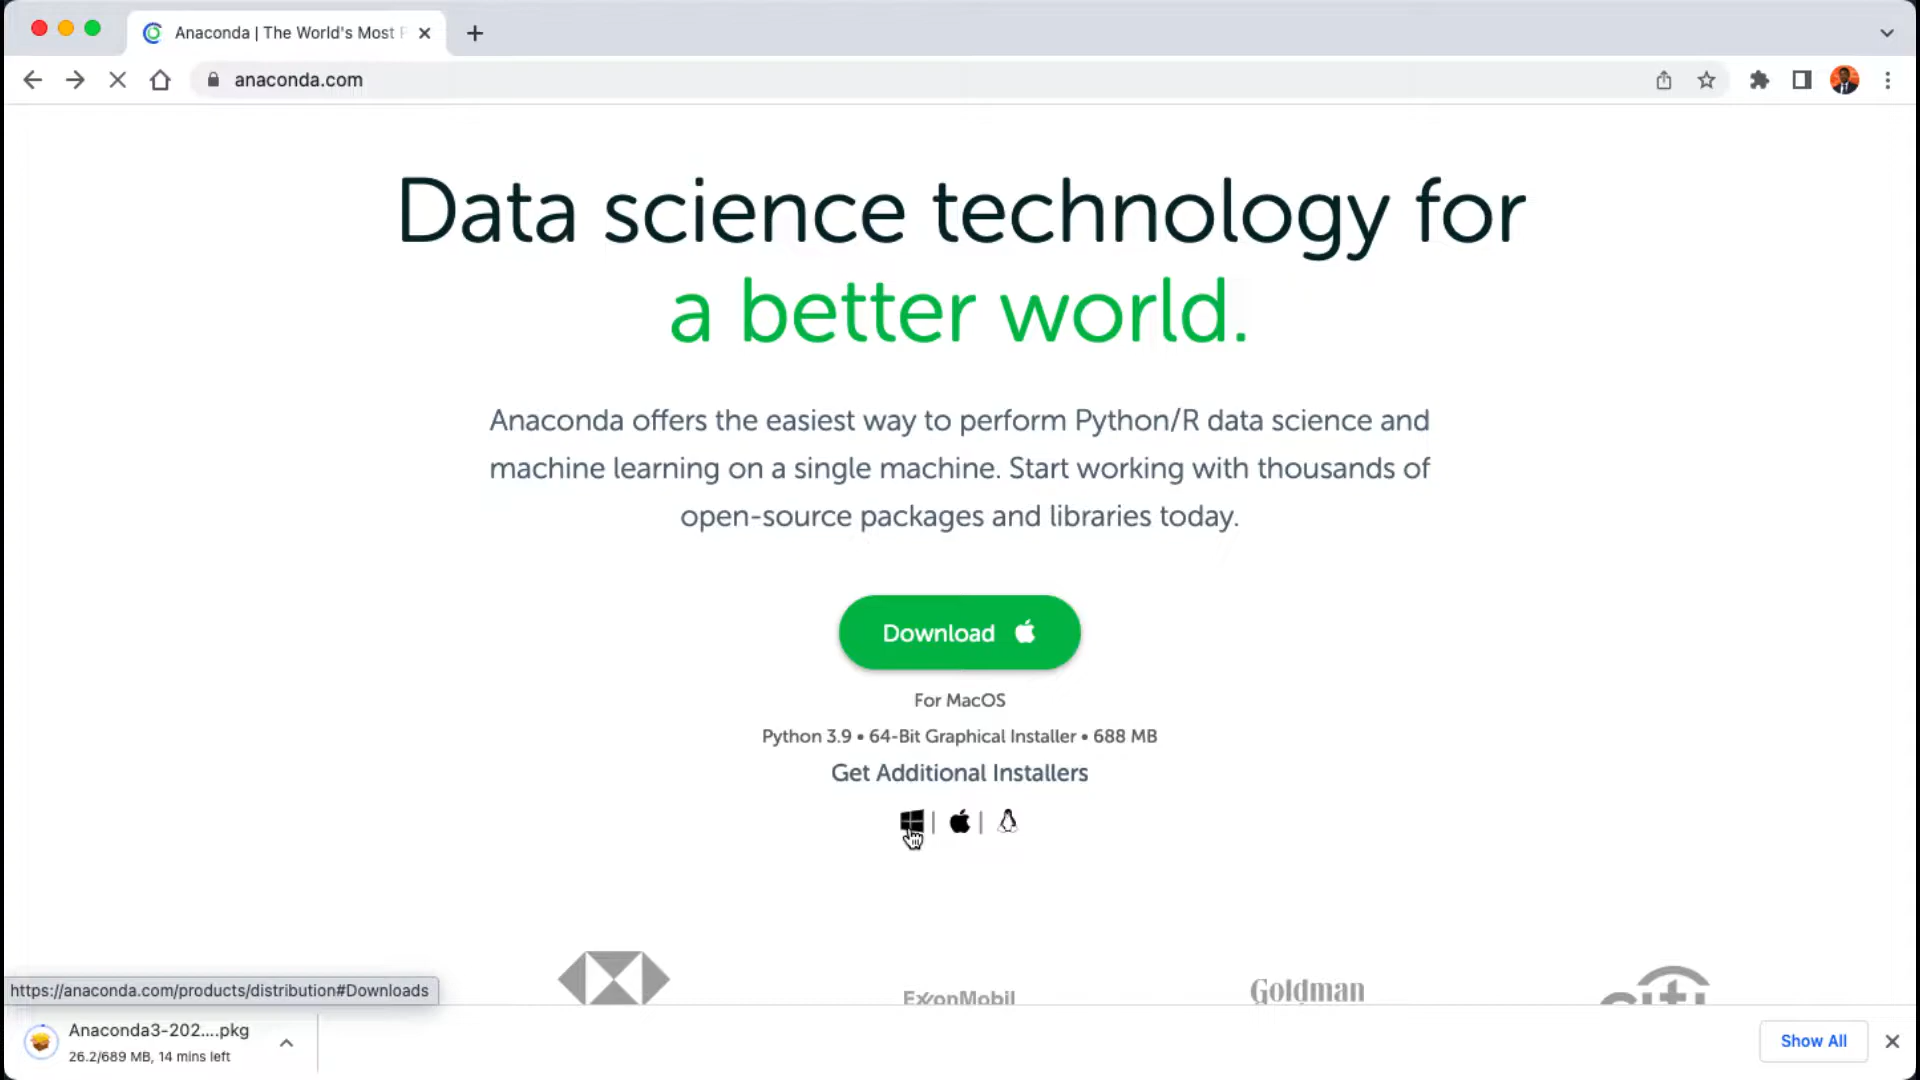 Anaconda | The World's Most P
anaconda.com
Data science technology for
a better world.
Anaconda offers the easiest way to perform Python/R data science and
machine learning on a single machine. Start working with thousands of
open-source packages and libraries today.
Download
For MacOS
Python 3.9 • 64-Bit Graphical Installer • 688 MB
Get Additional Installers
| |
ExxonMobil
Goldman
citi
https://anaconda.com/products/distribution#Downloads
Anaconda3-202....pkg
26.2/689 MB, 14 mins left
Show All